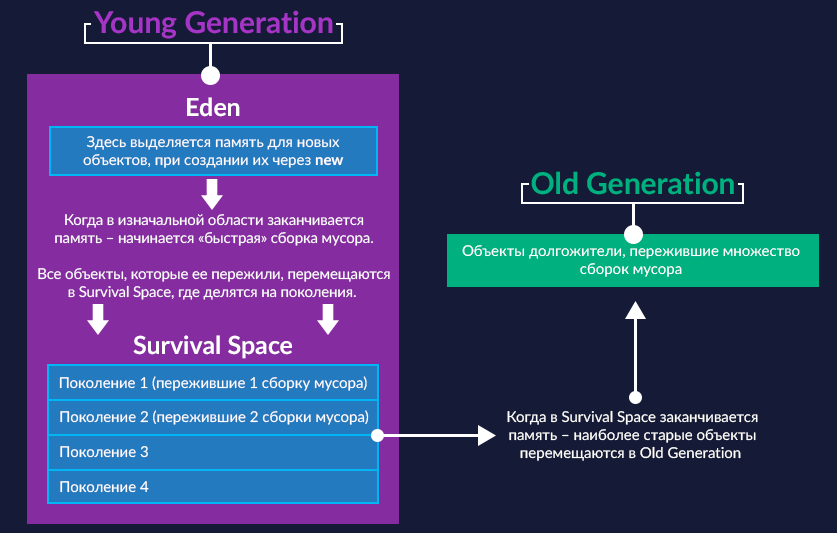 Young Generation
Eden
Здесь выделяется память для новых
объектов, при создании их через new
Когда в изначальной области заканчивается
память – начинается «быстрая» сборка мусора.
Все объекты, которые ее пережили, перемещаются
в Survival Space, где делятся на поколения.
Survival Space
Поколение 1 (пережившие 1 сборку мусора)
Поколение 2 (пережившие 2 сборки мусора)
Поколение 3
Поколение 4
Old Generation
Объекты долгожители, пережившие множество
сборок мусора
Когда в Survival Space заканчивается
память – наиболее старые объекты
перемещаются в Old Generation